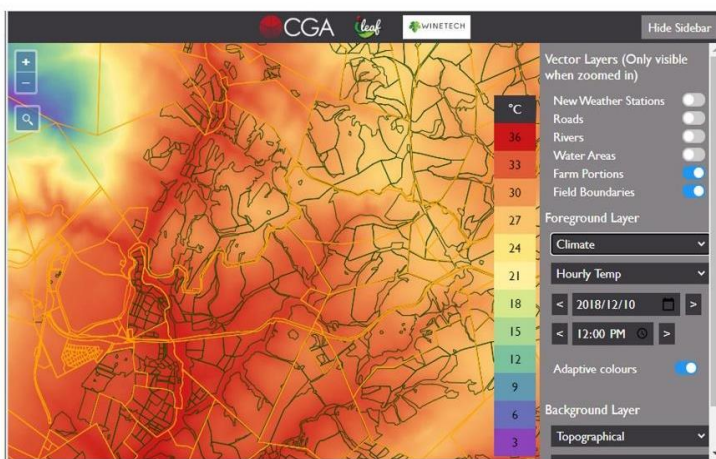 CGA leaf WINETECH Hide Sidebar
+
−
°C
36
33
30
27
24
21
18
15
12
9
6
3
Vector Layers (Only visible
when zoomed in)
New Weather Stations
Roads
Rivers
Water Areas
Farm Portions
Field Boundaries
Foreground Layer
Climate
Hourly Temp
< 2018/12/10 >
< 12:00 PM >
Adaptive colours
Background Layer
Topographical